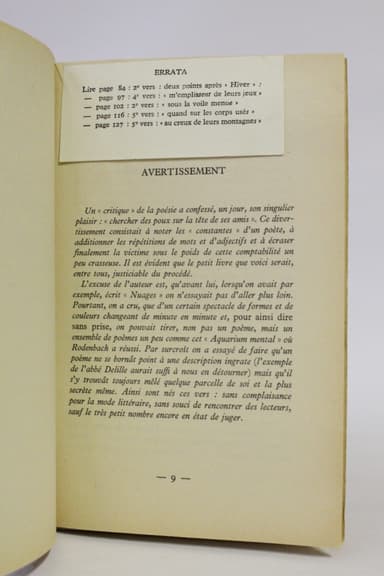 ERRATA
Lire page 84 : 2e vers : deux points après « Hiver » :
— page 97 : 4e vers : « m'emplissent de leurs jeux »
— page 102 : 2e vers : « sous la voile menue »
— page 116 : 5e vers : « quand sur les corps usés »
— page 127 : 5e vers : « au creux de leurs montagnes »
AVERTISSEMENT
Un « critique » de la poésie a confessé, un jour, son singulier
plaisir : « chercher des poux sur la tête de ses amis ». Ce diver-
tissement consistait à noter les « constantes » d'un poète, à
additionner les répétitions de mots et d'adjectifs et à écraser
finalement la victime sous le poids de cette comptabilité un
peu crasseuse. Il est évident que le petit livre que voici serait,
entre tous, justiciable du procédé.
L'excuse de l'auteur est, qu'avant lui, lorsqu'on avait par
exemple, écrit « Nuages » on n'essayait pas d'aller plus loin.
Pourtant, on a cru, que d'un certain spectacle de formes et de
couleurs changeant de minute en minute et, pour ainsi dire
sans prise, on pouvait tirer, non pas un poème, mais un
ensemble de poèmes un peu comme cet « Aquarium mental » où
Rodenbach a réussi. Par surcroît on a essayé de faire qu'un
poème ne se bornât point à une description ingrate (l'exemple
de l'abbé Delille aurait suffi à nous en détourner) mais qu'il
s'y trouvât toujours mêlé quelque parcelle de soi et la plus
secrète même. Ainsi sont nés ces vers : sans complaisance
pour la mode littéraire, sans souci de rencontrer des lecteurs,
sauf le très petit nombre encore en état de juger.
— 9 —